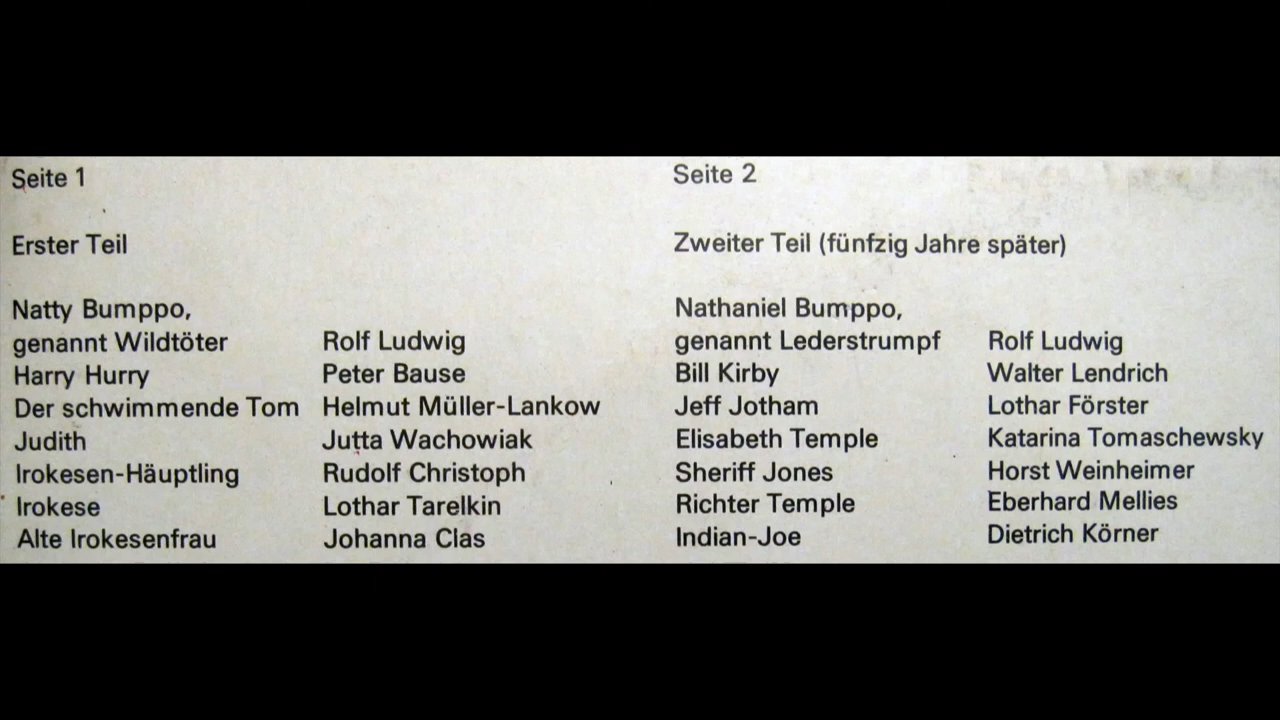 Seite 1
Erster Teil
Natty Bumppo,
genannt Wildtöter Rolf Ludwig
Harry Hurry Peter Bause
Der schwimmende Tom Helmut Müller-Lankow
Judith Jutta Wachowiak
Irokesen-Häuptling Rudolf Christoph
Irokese Lothar Tarelkin
Alte Irokesenfrau Johanna Clas
Seite 2
Zweiter Teil (fünfzig Jahre später)
Nathaniel Bumppo,
genannt Lederstrumpf Rolf Ludwig
Bill Kirby Walter Lendrich
Jeff Jotham Lothar Förster
Elisabeth Temple Katarina Tomaschewsky
Sheriff Jones Horst Weinheimer
Richter Temple Eberhard Mellies
Indian-Joe Dietrich Körner